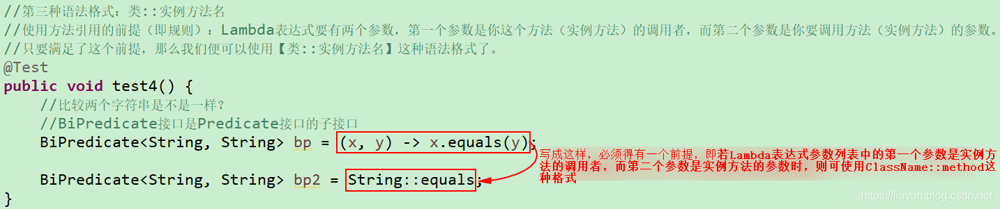 //第三种语法格式：类::实例方法名
//使用方法引用的前提（即规则）：Lambda表达式要有两个参数，第一个参数是你这个方法（实例方法）的调用者，而第二个参数是你要调用方法（实例方法）的参数。
//只要满足了这个前提，那么我们便可以使用【类::实例方法名】这种语法格式了。
@Test
public void test4() {
//比较两个字符串是不是一样？
//BiPredicate接口是Predicate接口的子接口
BiPredicate<String, String> bp = (x, y) -> x.equals(y);
写成这样，必须得有一个前提，即若Lambda表达式参数列表中的第一个参数是实例方
法的调用者，而第二个参数是实例方法的参数时，则可使用ClassName::method这
种格式
BiPredicate<String, String> bp2 = String::equals;
}
https://liayun.blog.csdn.net